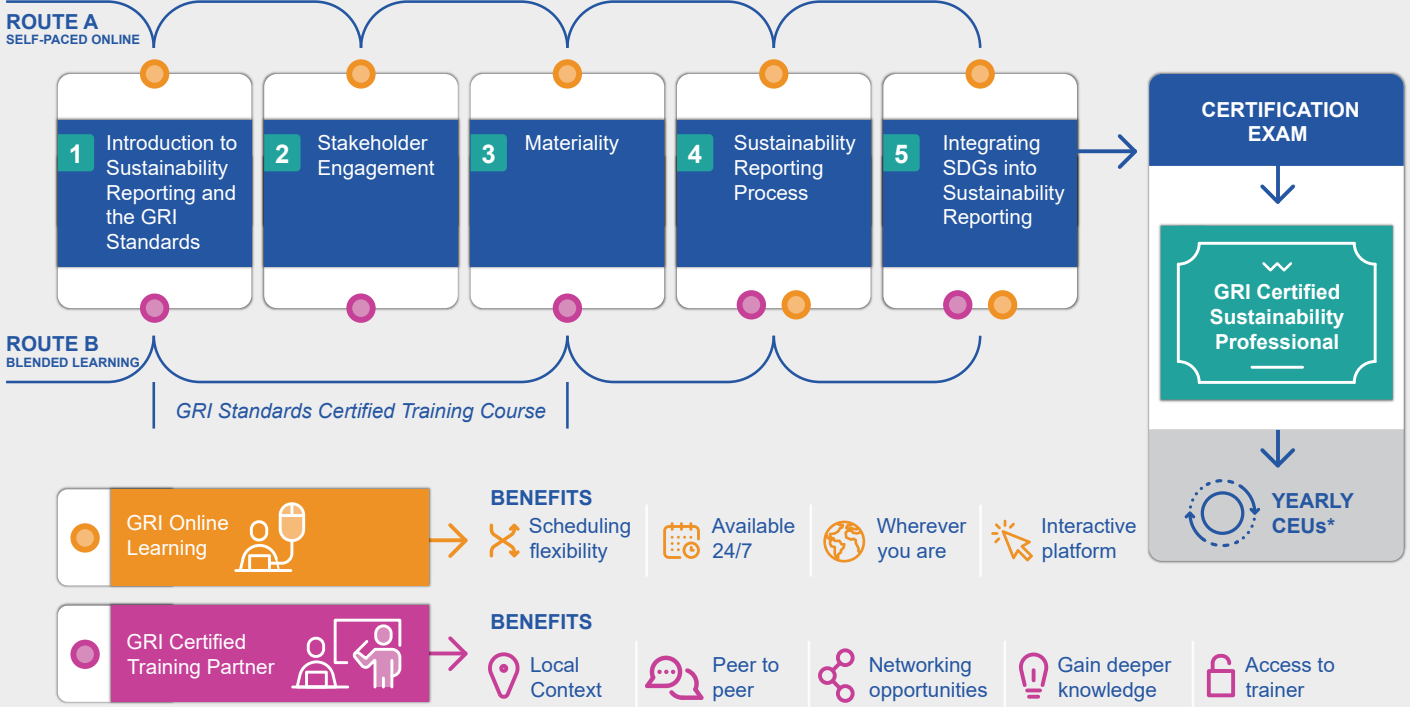 ROUTE A
SELF-PACED ONLINE
1
Introduction to
Sustainability
Reporting and
the GRI
Standards
2
Stakeholder
Engagement
3
Materiality
4
Sustainability
Reporting
Process
5
Integrating
SDGs into
Sustainability
Reporting
CERTIFICATION
EXAM
GRI Certified
Sustainability
Professional
YEARLY
CEUs*
ROUTE B
BLENDED LEARNING
GRI Standards Certified Training Course
GRI Online
Learning
BENEFITS
Scheduling
flexibility
Available
24/7
Wherever
you are
Interactive
platform
GRI Certified
Training Partner
BENEFITS
Local
Context
Peer to
peer
Networking
opportunities
Gain deeper
knowledge
Access to
trainer